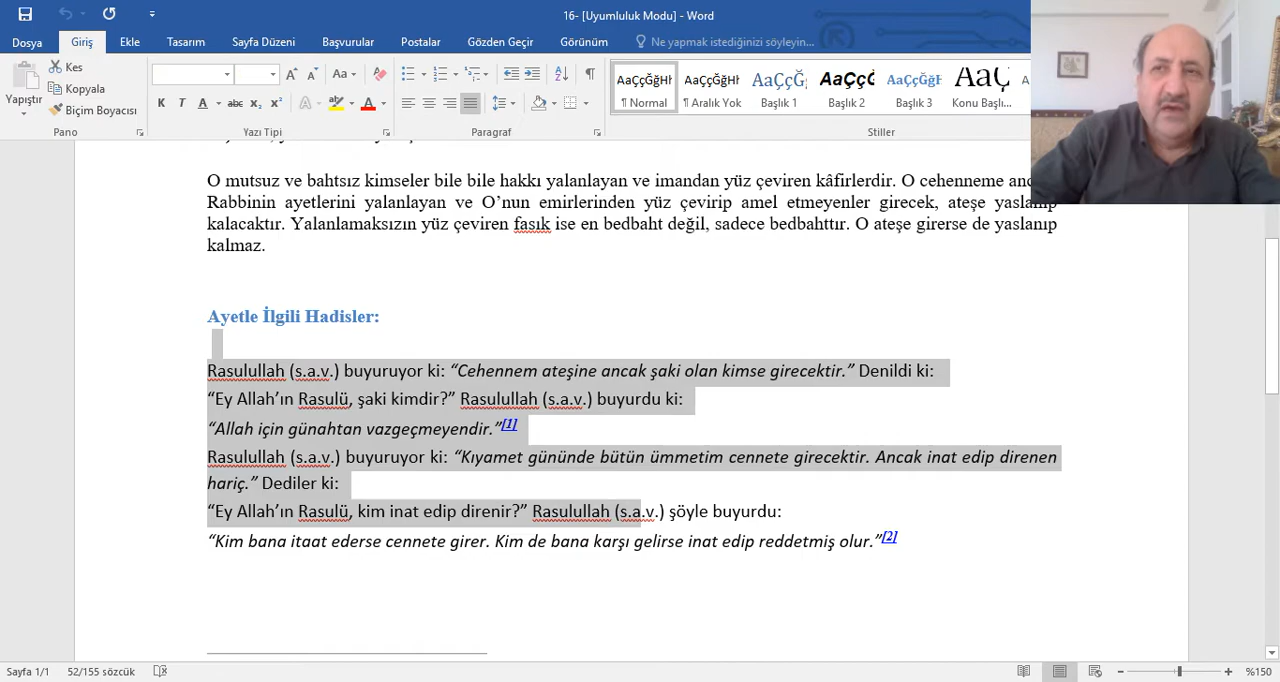 16- [Uyumluluk Modu] - Word
Dosya Giriş Ekle Tasarım Sayfa Düzeni Başvurular Postalar Gözden Geçir Görünüm Ne yapmak istediğinizi söyleyin...
Yapıştır
Kes
Kopyala
Biçim Boyacısı
Pano
Aa
K T A abc x₂ x²
Yazı Tipi
Paragraf
AaÇçĞğHł AaÇçĞğHł AaÇçĞğ AaÇçĞ AaÇçĞğł AaÇ
¶ Normal ¶ Aralık Yok Başlık 1 Başlık 2 Başlık 3 Konu Başlı...
Stiller
O mutsuz ve bahtsız kimseler bile bile hakkı yalanlayan ve imandan yüz çeviren kâfirlerdir. O cehenneme
Rabbinin ayetlerini yalanlayan ve O’nun emirlerinden yüz çevirip amel etmeyenler girecek, ateşe yaslanıp
kalacaktır. Yalanlamaksızın yüz çeviren fasık ise en bedbaht değil, sadece bedbahttır. O ateşe girerse de yaslanıp
kalmaz.
Ayetle İlgili Hadisler:
Rasulullah (s.a.v.) buyuruyor ki: “Cehennem ateşine ancak şaki olan kimse girecektir.” Denildi ki:
“Ey Allah’ın Rasulü, şaki kimdir?” Rasulullah (s.a.v.) buyurdu ki:
“Allah için günahtan vazgeçmeyendir.”[1]
Rasulullah (s.a.v.) buyuruyor ki: “Kıyamet gününde bütün ümmetim cennete girecektir. Ancak inat edip direnen
hariç.” Dediler ki:
“Ey Allah’ın Rasulü, kim inat edip direnir?” Rasulullah (s.a.v.) şöyle buyurdu:
“Kim bana itaat ederse cennete girer. Kim de bana karşı gelirse inat edip reddetmiş olur.”[2]
Sayfa 1/1 52/155 sözcük %150